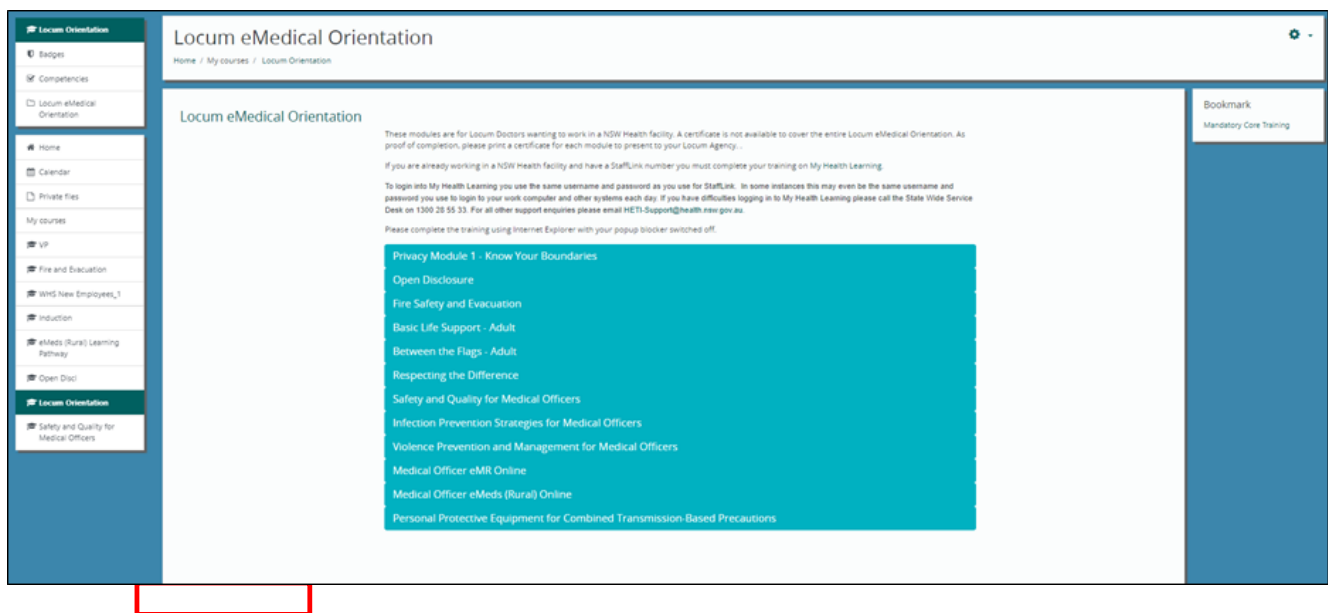 Locum Orientation
Badges
Competencies
Locum eMedical
Orientation
Home
Calendar
Private files
My courses
VP
Fire and Evacuation
WHS New Employees_1
Induction
eMeds (Rural) Learning
Pathway
Open Discl
Locum Orientation
Safety and Quality for
Medical Officers
Locum eMedical Orientation
Home / My courses / Locum Orientation
Locum eMedical Orientation
These modules are for Locum Doctors wanting to work in a NSW Health facility. A certificate is not available to cover the entire Locum eMedical Orientation. As
proof of completion, please print a certificate for each module to present to your Locum Agency...
If you are already working in a NSW Health facility and have a StaffLink number you must complete your training on My Health Learning.
To login into My Health Learning you use the same username and password as you use for StaffLink. In some instances this may even be the same username and
password you use to login to your work computer and other systems each day. If you have difficulties logging in to My Health Learning please call the State Wide Service
Desk on 1300 28 55 33. For all other support enquiries please email HETI-Support@health.nsw.gov.au.
Please complete the training using Internet Explorer with your popup blocker switched off.
Privacy Module 1 - Know Your Boundaries
Open Disclosure
Fire Safety and Evacuation
Basic Life Support - Adult
Between the Flags - Adult
Respecting the Difference
Safety and Quality for Medical Officers
Infection Prevention Strategies for Medical Officers
Violence Prevention and Management for Medical Officers
Medical Officer eMR Online
Medical Officer eMeds (Rural) Online
Personal Protective Equipment for Combined Transmission-Based Precautions
Bookmark
Mandatory Core Training